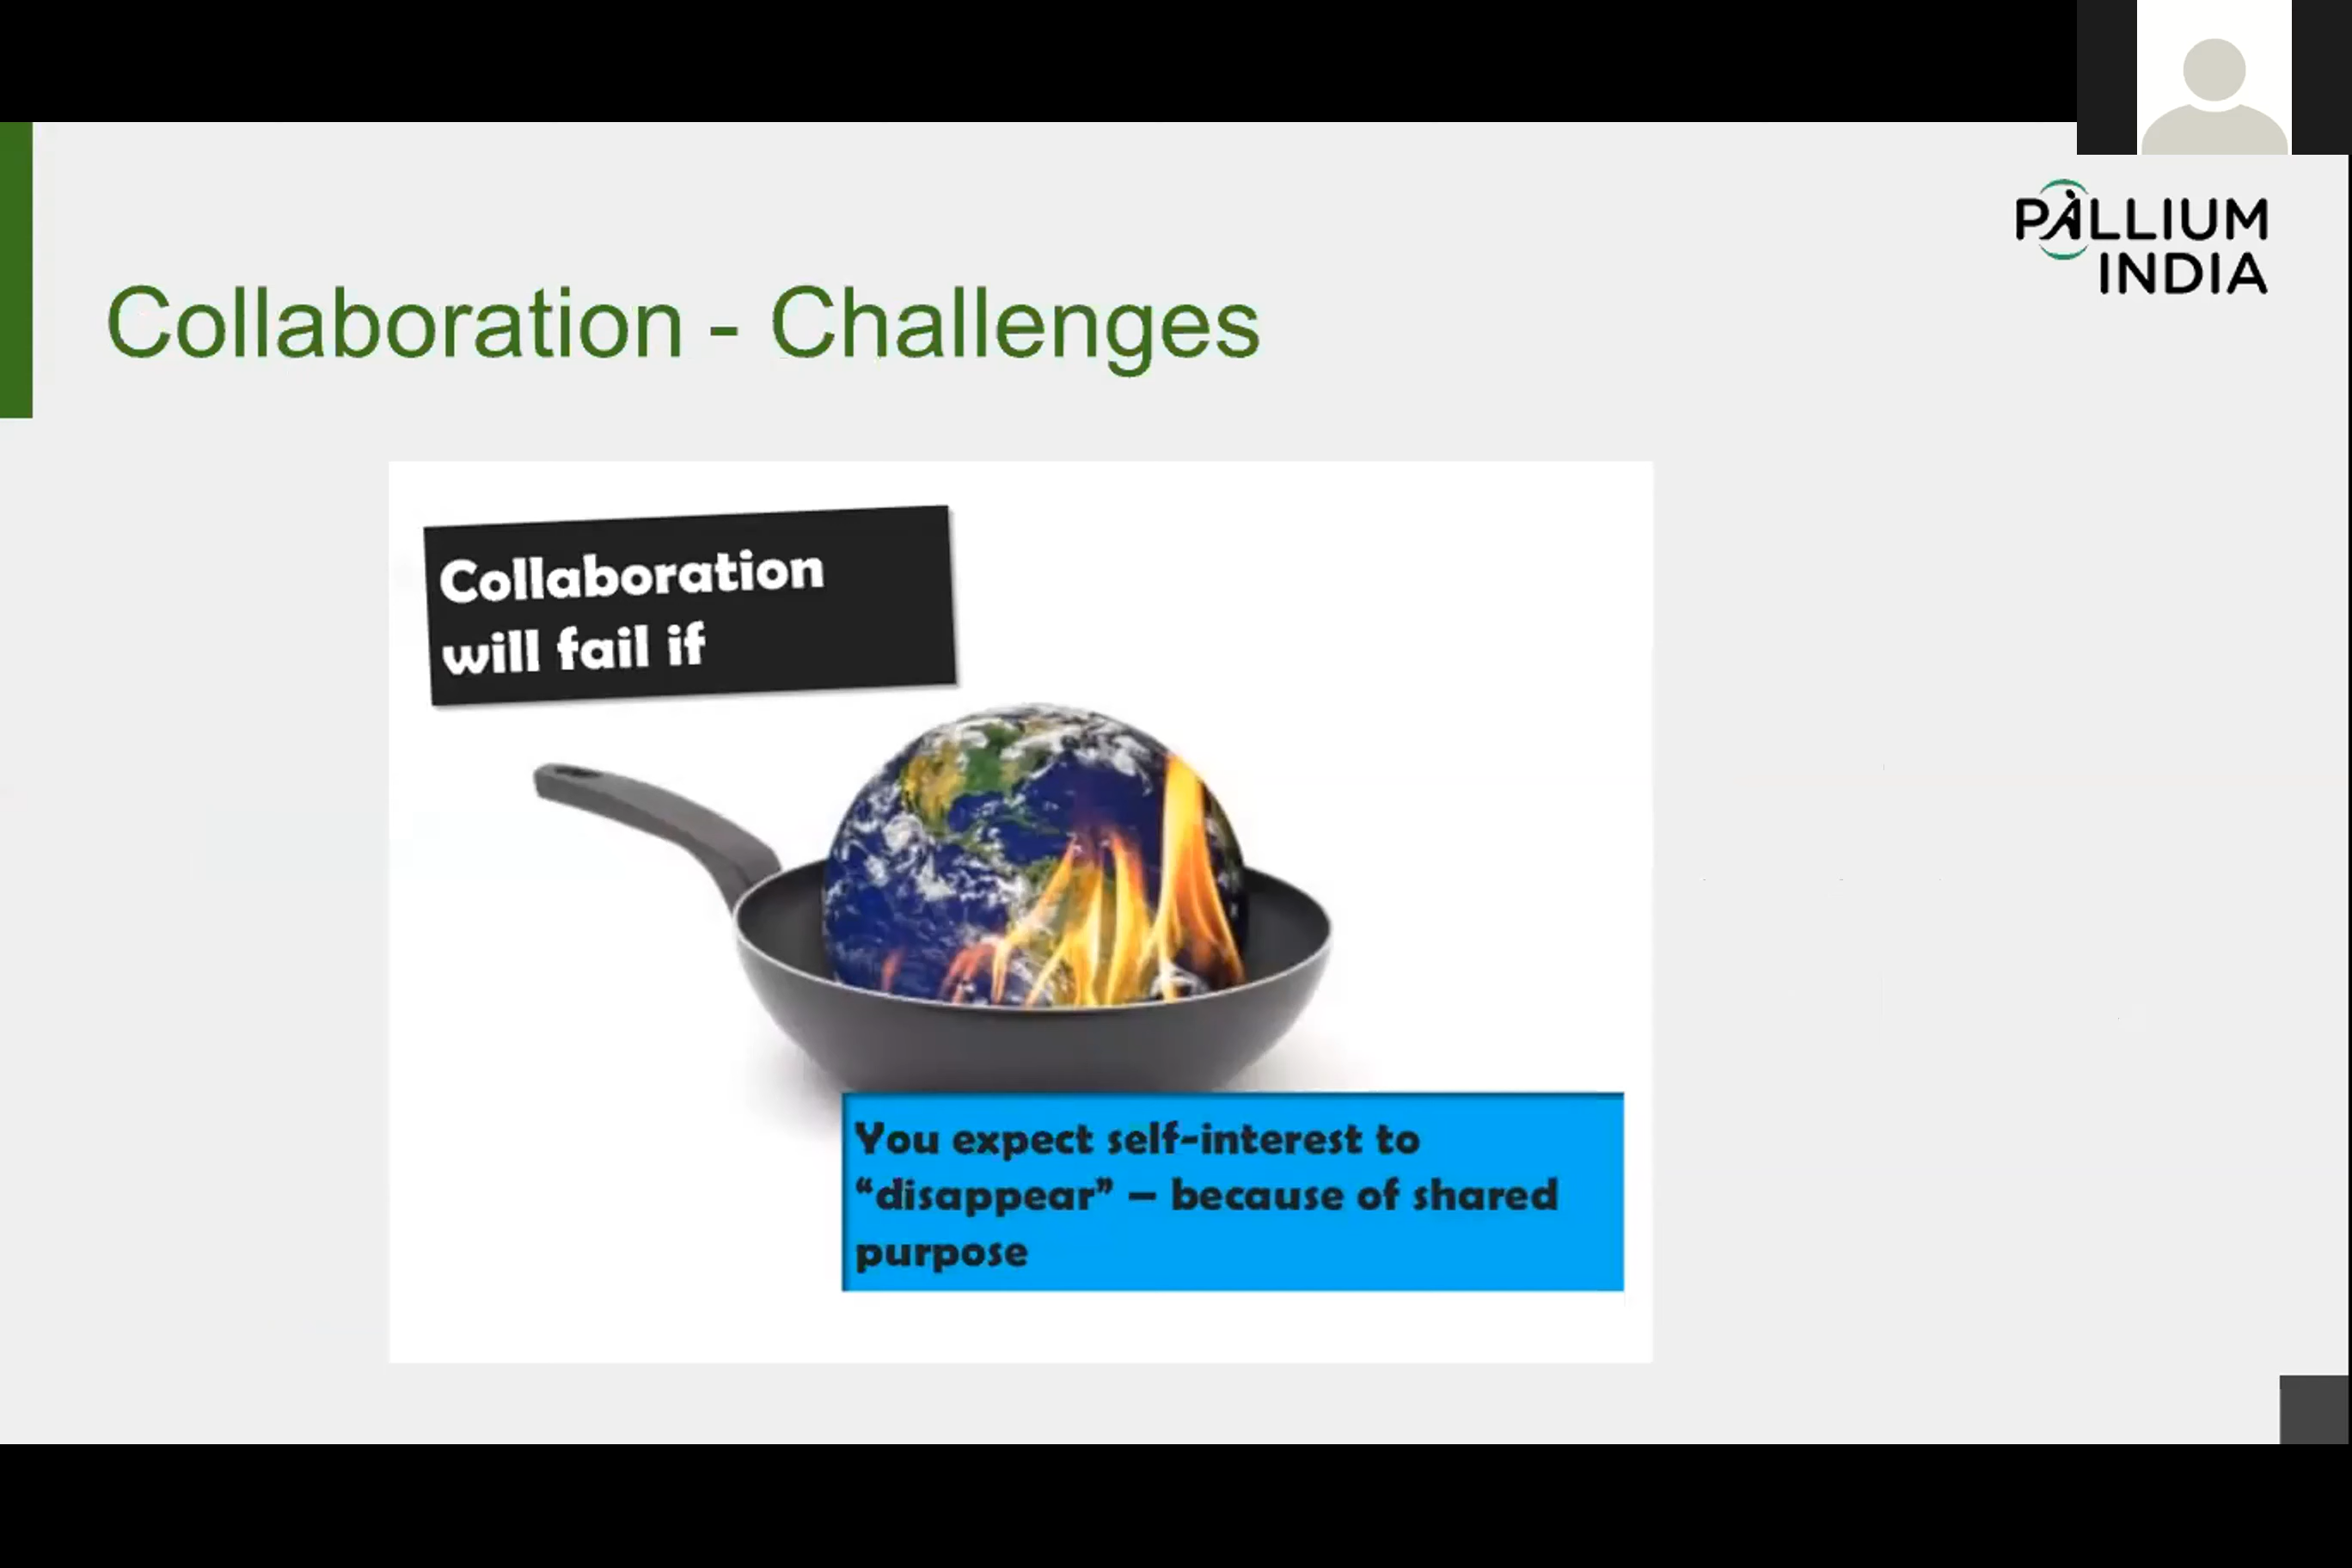 PALLIUM
INDIA
Collaboration - Challenges
Collaboration
will fail if
You expect self-interest to
“disappear” – because of shared
purpose